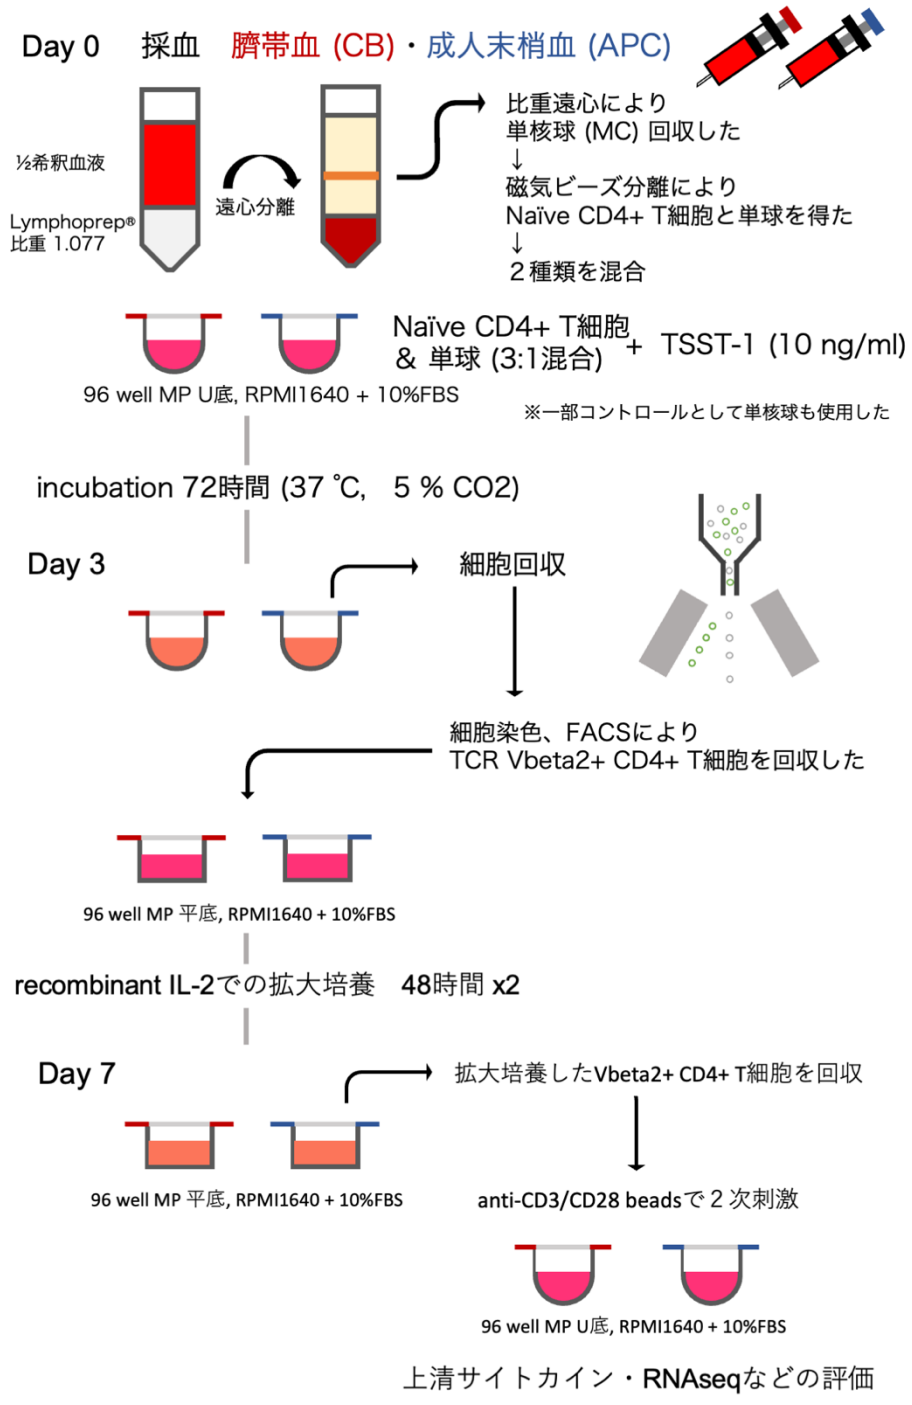 Day 0 採血 臍帯血 (CB)・成人末梢血 (APC)
½希釈血液
Lymphoprep®
比重 1.077
遠心分離
比重遠心により
単核球 (MC) 回収した
↓
磁気ビーズ分離により
Naïve CD4+ T細胞と単球を得た
↓
２種類を混合
Naïve CD4+ T細胞
& 単球 (3:1混合)
+ TSST-1 (10 ng/ml)
96 well MP U底, RPMI1640 + 10%FBS
※一部コントロールとして単核球も使用した
incubation 72時間 (37 ℃, 5 % CO2)
Day 3
細胞回収
細胞染色、FACSにより
TCR Vbeta2+ CD4+ T細胞を回収した
96 well MP 平底, RPMI1640 + 10%FBS
recombinant IL-2での拡大培養 48時間 x2
Day 7
拡大培養したVbeta2+ CD4+ T細胞を回収
96 well MP 平底, RPMI1640 + 10%FBS
anti-CD3/CD28 beadsで２次刺激
96 well MP U底, RPMI1640 + 10%FBS
上清サイトカイン・RNAseqなどの評価